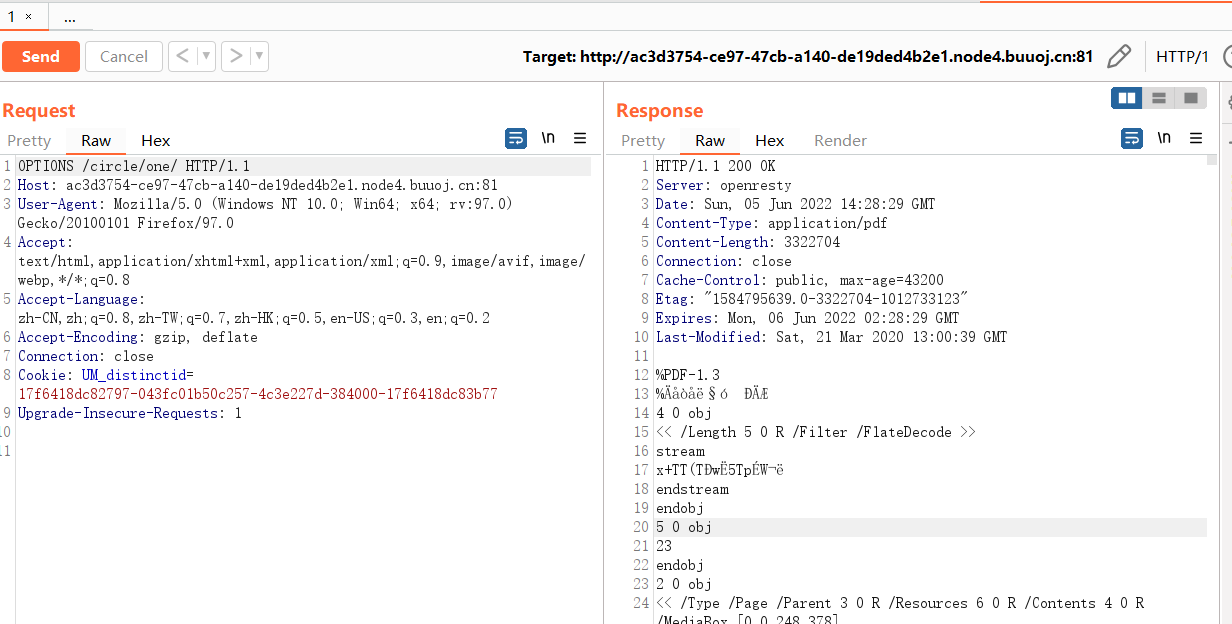 1 × ...
Send Cancel < > Target: http://ac3d3754-ce97-47cb-a140-de19ded4b2e1.node4.buuoj.cn:81 HTTP/1
Request
Pretty Raw Hex \n
1 OPTIONS /circle/one/ HTTP/1.1
2 Host: ac3d3754-ce97-47cb-a140-de19ded4b2e1.node4.buuoj.cn:81
3 User-Agent: Mozilla/5.0 (Windows NT 10.0; Win64; x64; rv:97.0)
Gecko/20100101 Firefox/97.0
4 Accept:
text/html,application/xhtml+xml,application/xml;q=0.9,image/avif,image/
webp,*/*;q=0.8
5 Accept-Language:
zh-CN,zh;q=0.8,zh-TW;q=0.7,zh-HK;q=0.5,en-US;q=0.3,en;q=0.2
6 Accept-Encoding: gzip, deflate
7 Connection: close
8 Cookie: UM_distinctid=
17f6418dc82797-043fc01b50c257-4c3e227d-384000-17f6418dc83b77
9 Upgrade-Insecure-Requests: 1
10
11
Response
Pretty Raw Hex Render \n
1 HTTP/1.1 200 OK
2 Server: openresty
3 Date: Sun, 05 Jun 2022 14:28:29 GMT
4 Content-Type: application/pdf
5 Content-Length: 3322704
6 Connection: close
7 Cache-Control: public, max-age=43200
8 Etag: "1584795639.0-3322704-1012733123"
9 Expires: Mon, 06 Jun 2022 02:28:29 GMT
10 Last-Modified: Sat, 21 Mar 2020 13:00:39 GMT
11
12 %PDF-1.3
13 %Äåòåë§ó ÐÄÆ
14 4 0 obj
15 << /Length 5 0 R /Filter /FlateDecode >>
16 stream
17 x+TT(TÐwË5TpÉW¬ë
18 endstream
19 endobj
20 5 0 obj
21 23
22 endobj
23 2 0 obj
24 << /Type /Page /Parent 3 0 R /Resources 6 0 R /Contents 4 0 R
/MediaBox [0 0 248 378]